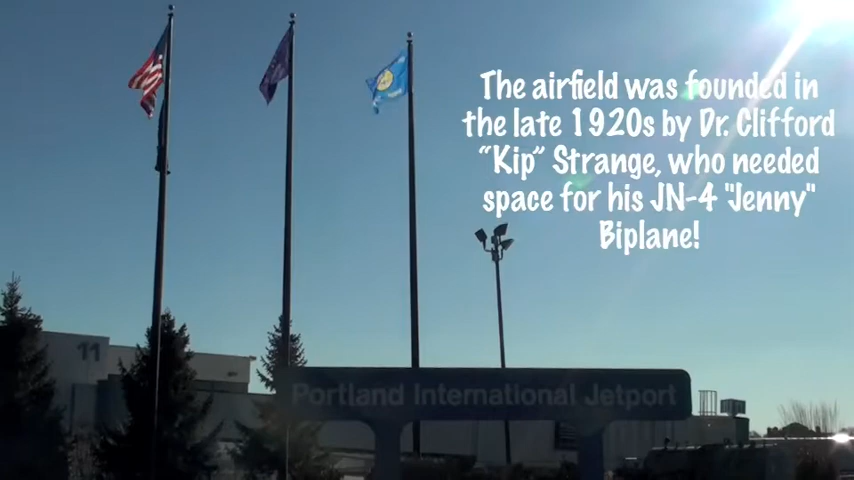 The airfield was founded in
the late 1920s by Dr. Clifford
“Kip” Strange, who needed
space for his JN-4 "Jenny"
Biplane!
11
Portland International Jetport